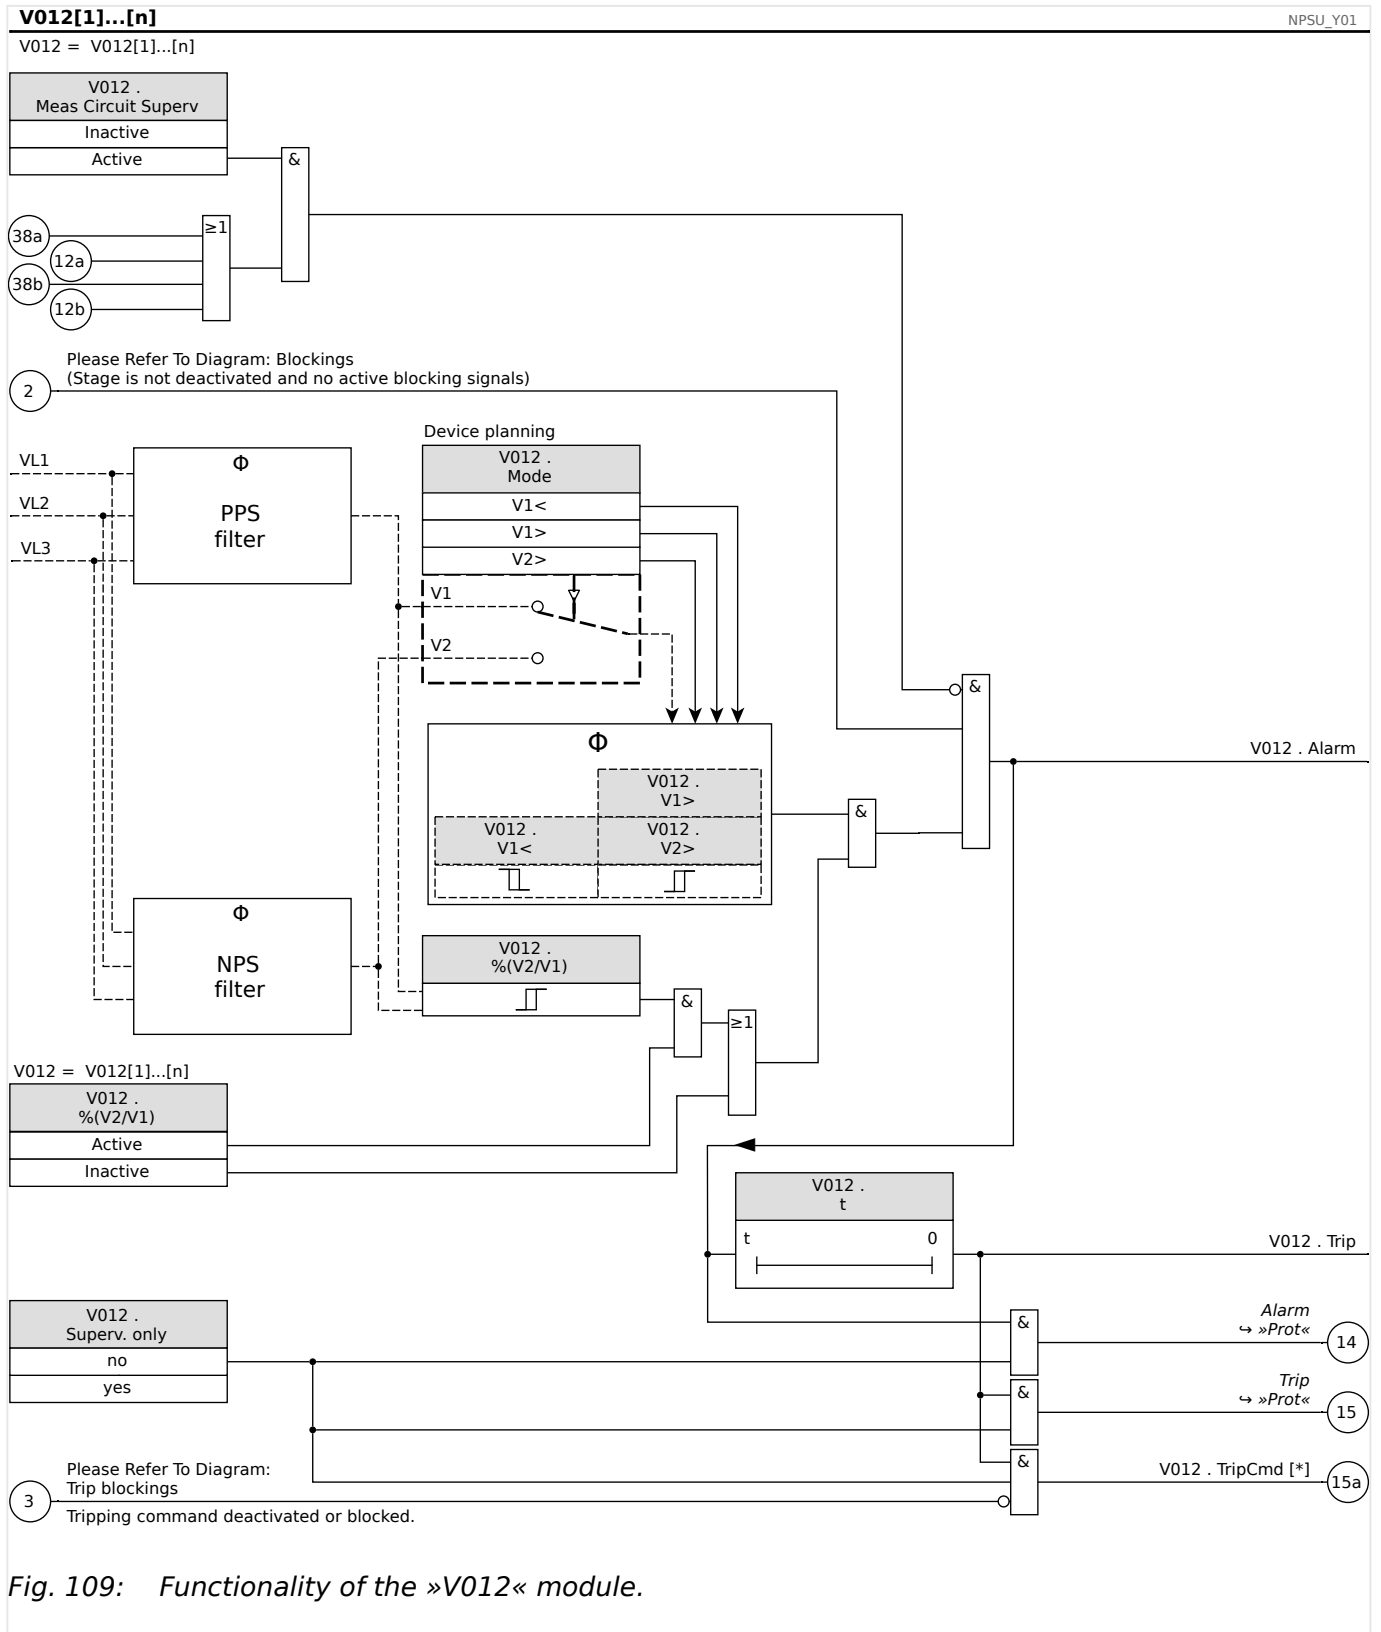 V012[1]...[n]
NPSU_Y01
V012 = V012[1]...[n]
V012 .
Meas Circuit Superv
Inactive
Active
&
≥1
38a
12a
38b
12b
Please Refer To Diagram: Blockings
(Stage is not deactivated and no active blocking signals)
2
Device planning
VL1
VL2
VL3
Φ
PPS
filter
V012 .
Mode
V1<
V1>
V2>
V1
V2
&
V012 . Alarm
Φ
V012 .
V1>
V012 .
V1<
V012 .
V2>
&
Φ
NPS
filter
V012 .
%(V2/V1)
&
≥1
V012 = V012[1]...[n]
V012 .
%(V2/V1)
Active
Inactive
V012 .
t
t
0
V012 . Trip
V012 .
Superv. only
no
yes
&
Alarm
↪ »Prot«
14
&
Trip
↪ »Prot«
15
&
V012 . TripCmd [*]
15a
Please Refer To Diagram:
Trip blockings
3
Tripping command deactivated or blocked.
Fig. 109: Functionality of the »V012« module.